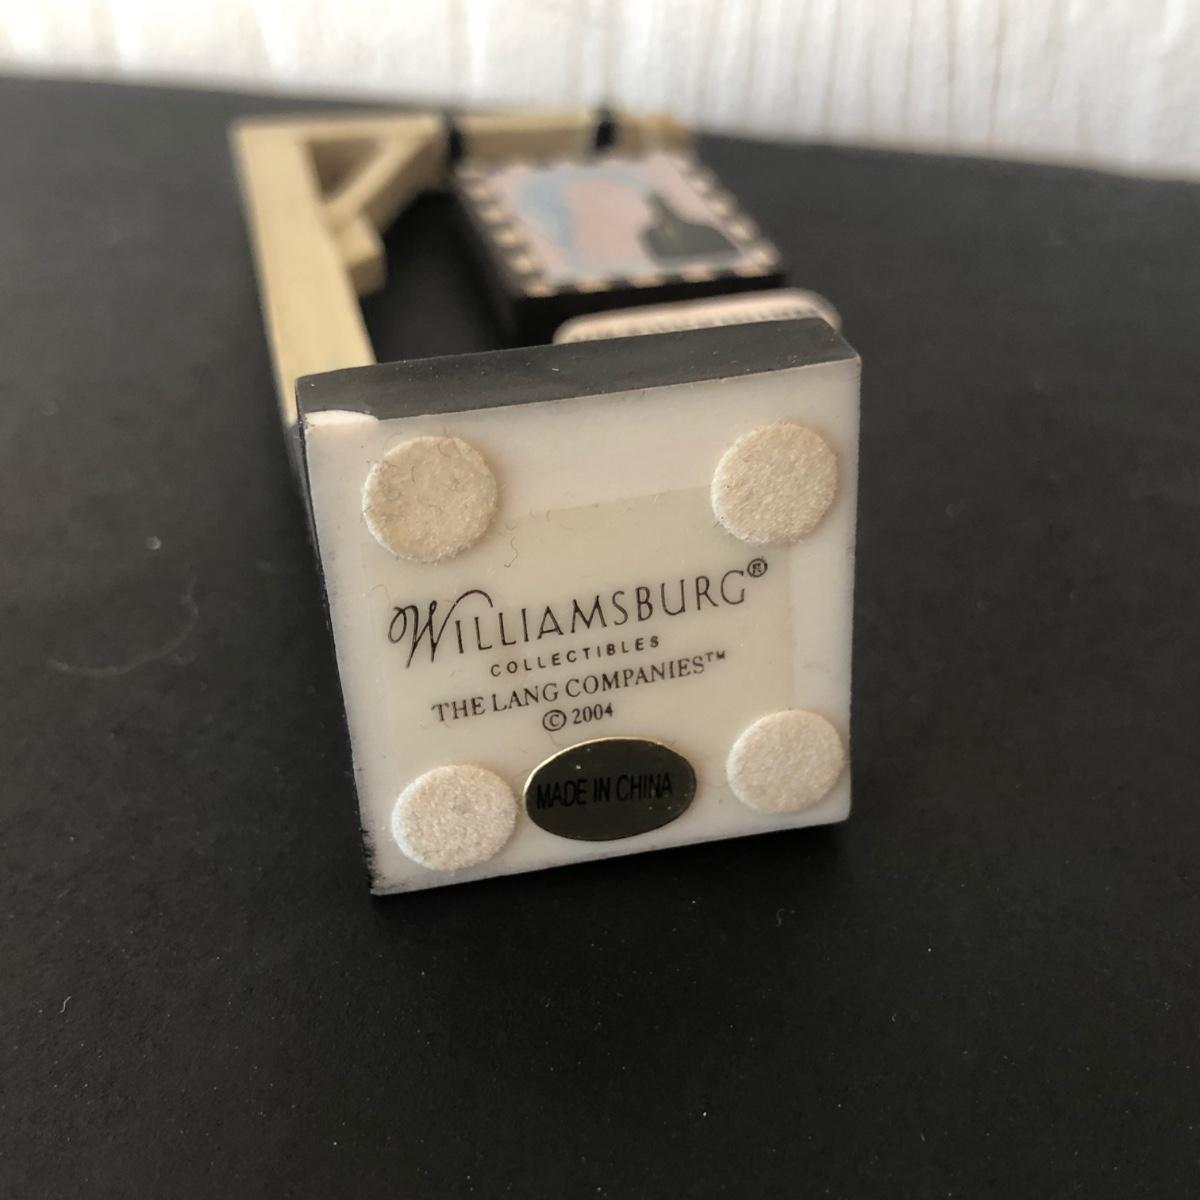 WILLIAMSBURG®
COLLECTIBLES
THE LANG COMPANIES™
© 2004
MADE IN CHINA